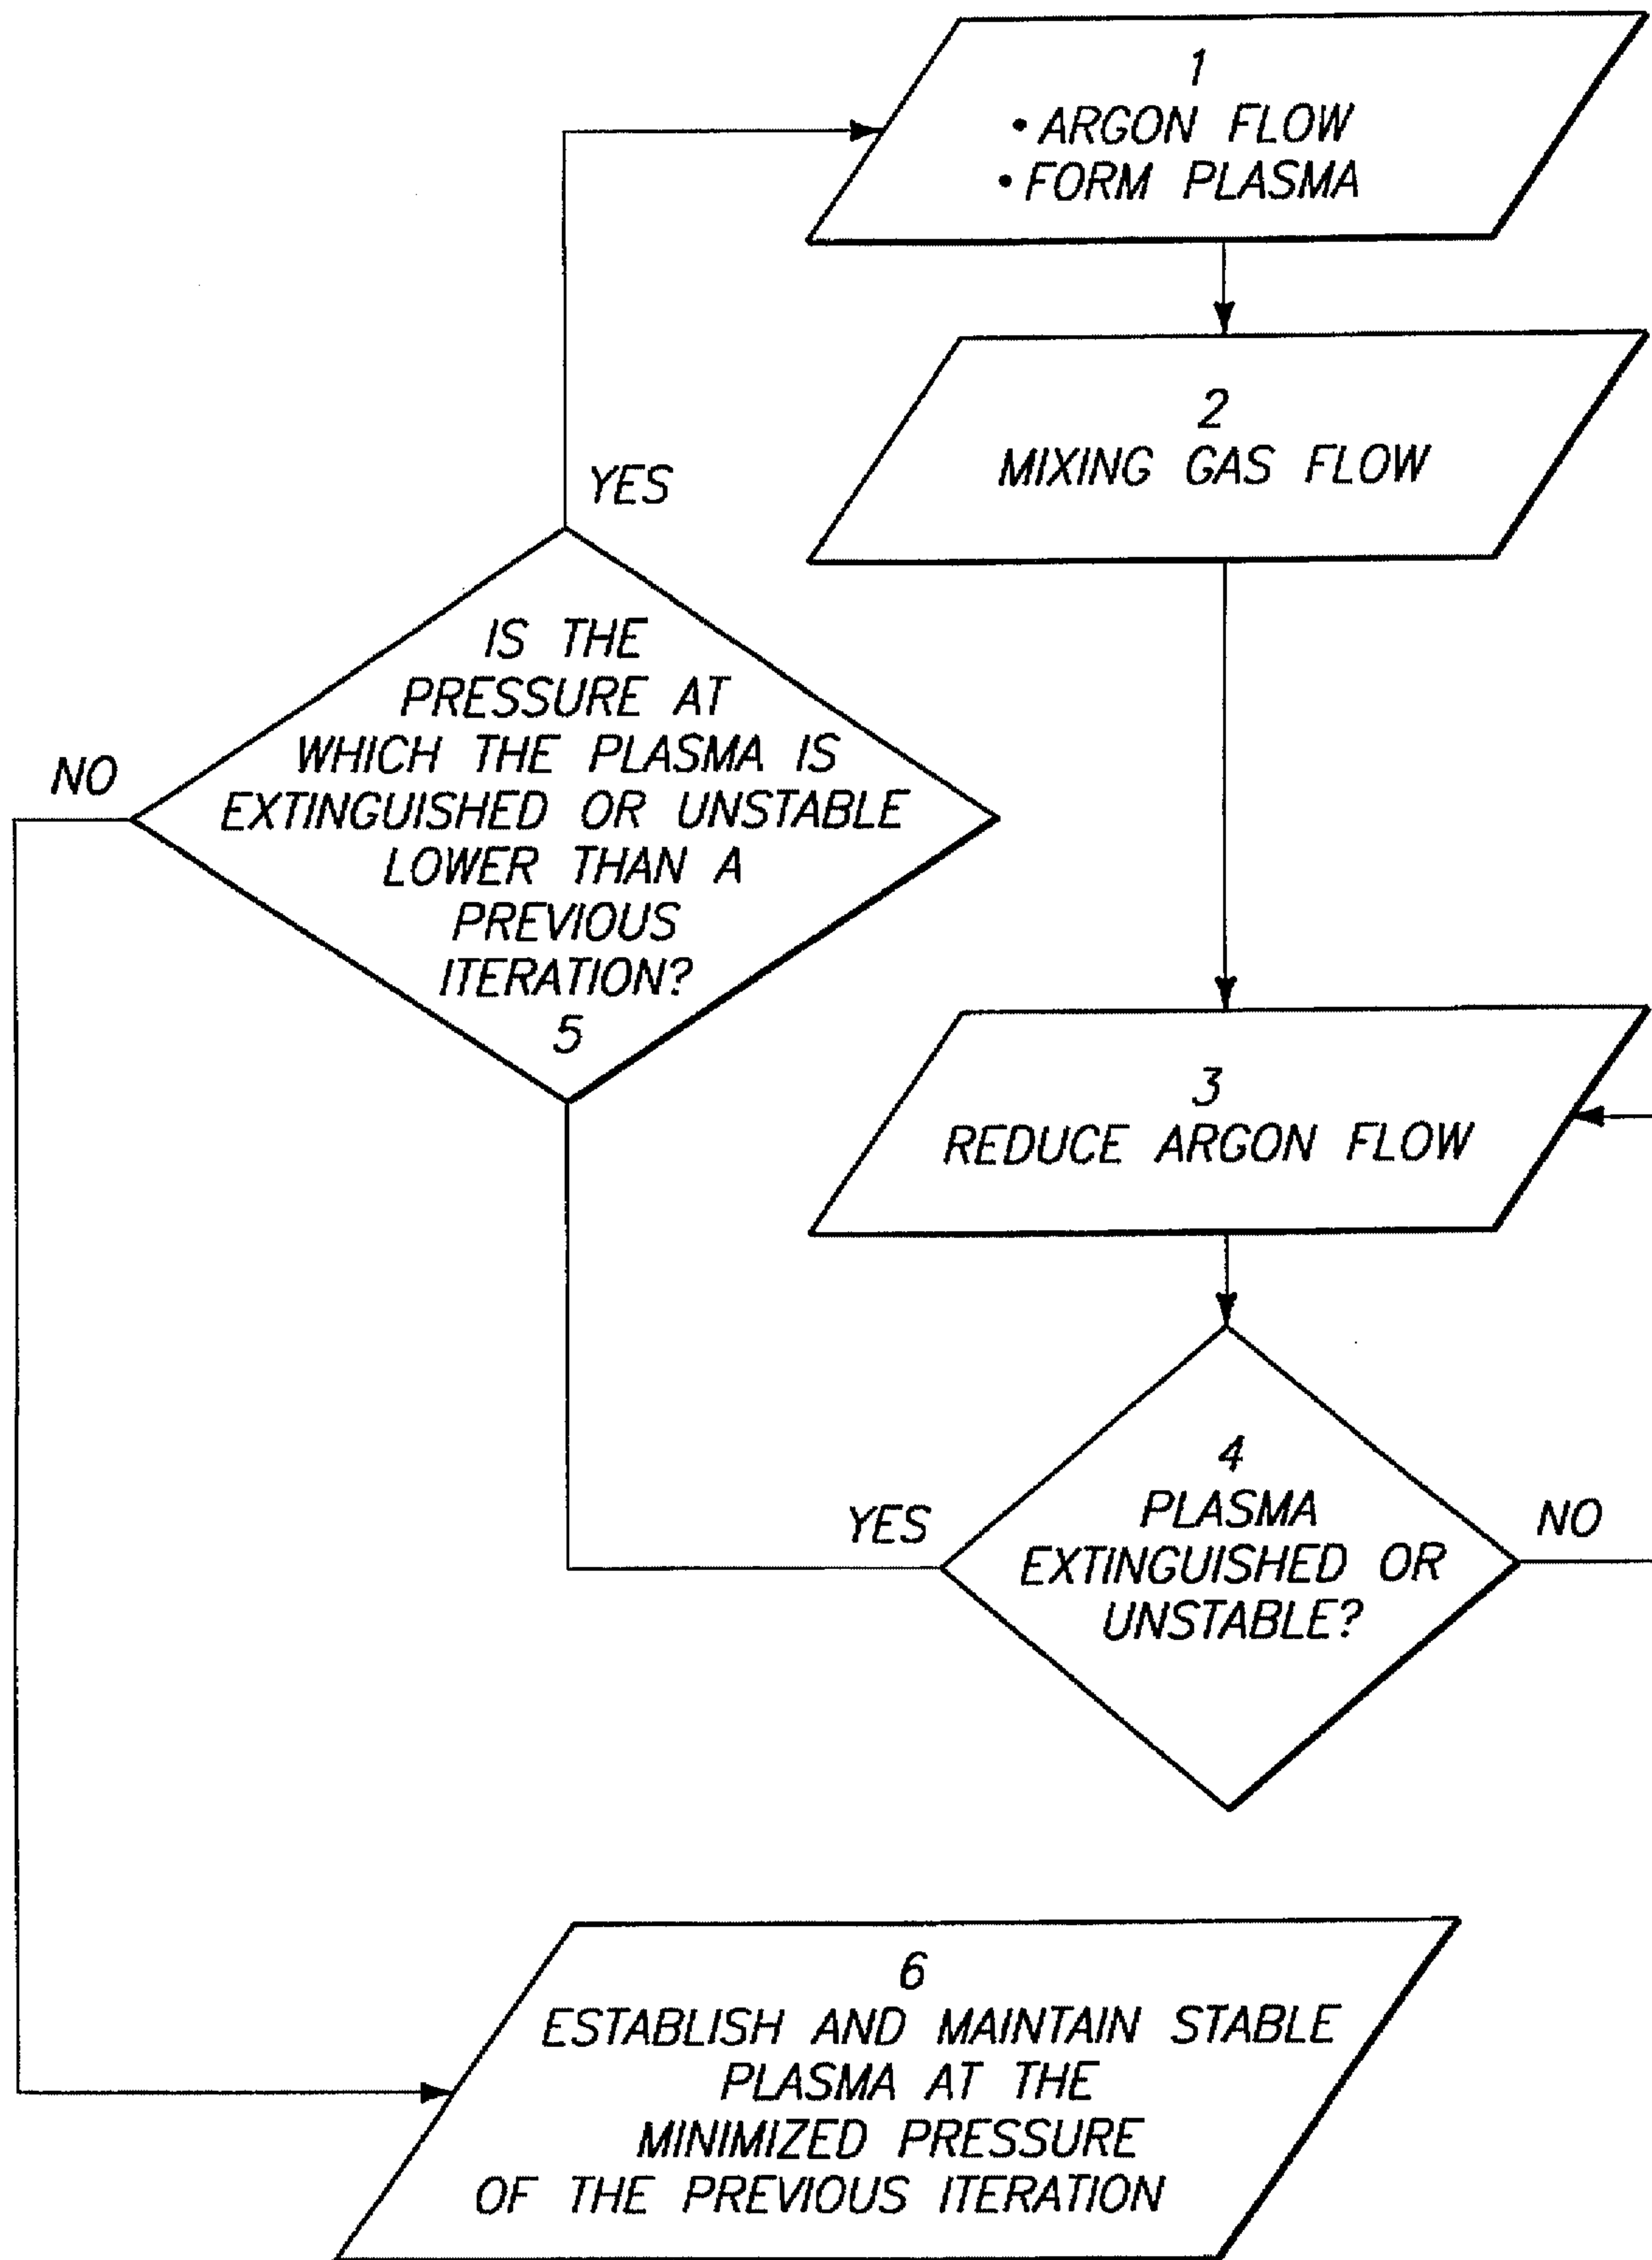 1
• ARGON FLOW
• FORM PLASMA
2
MIXING GAS FLOW
YES
IS THE
PRESSURE AT
WHICH THE PLASMA IS
EXTINGUISHED OR UNSTABLE
LOWER THAN A
PREVIOUS
ITERATION?
5
NO
3
REDUCE ARGON FLOW
4
PLASMA
EXTINGUISHED OR
UNSTABLE?
YES
NO
6
ESTABLISH AND MAINTAIN STABLE
PLASMA AT THE
MINIMIZED PRESSURE
OF THE PREVIOUS ITERATION